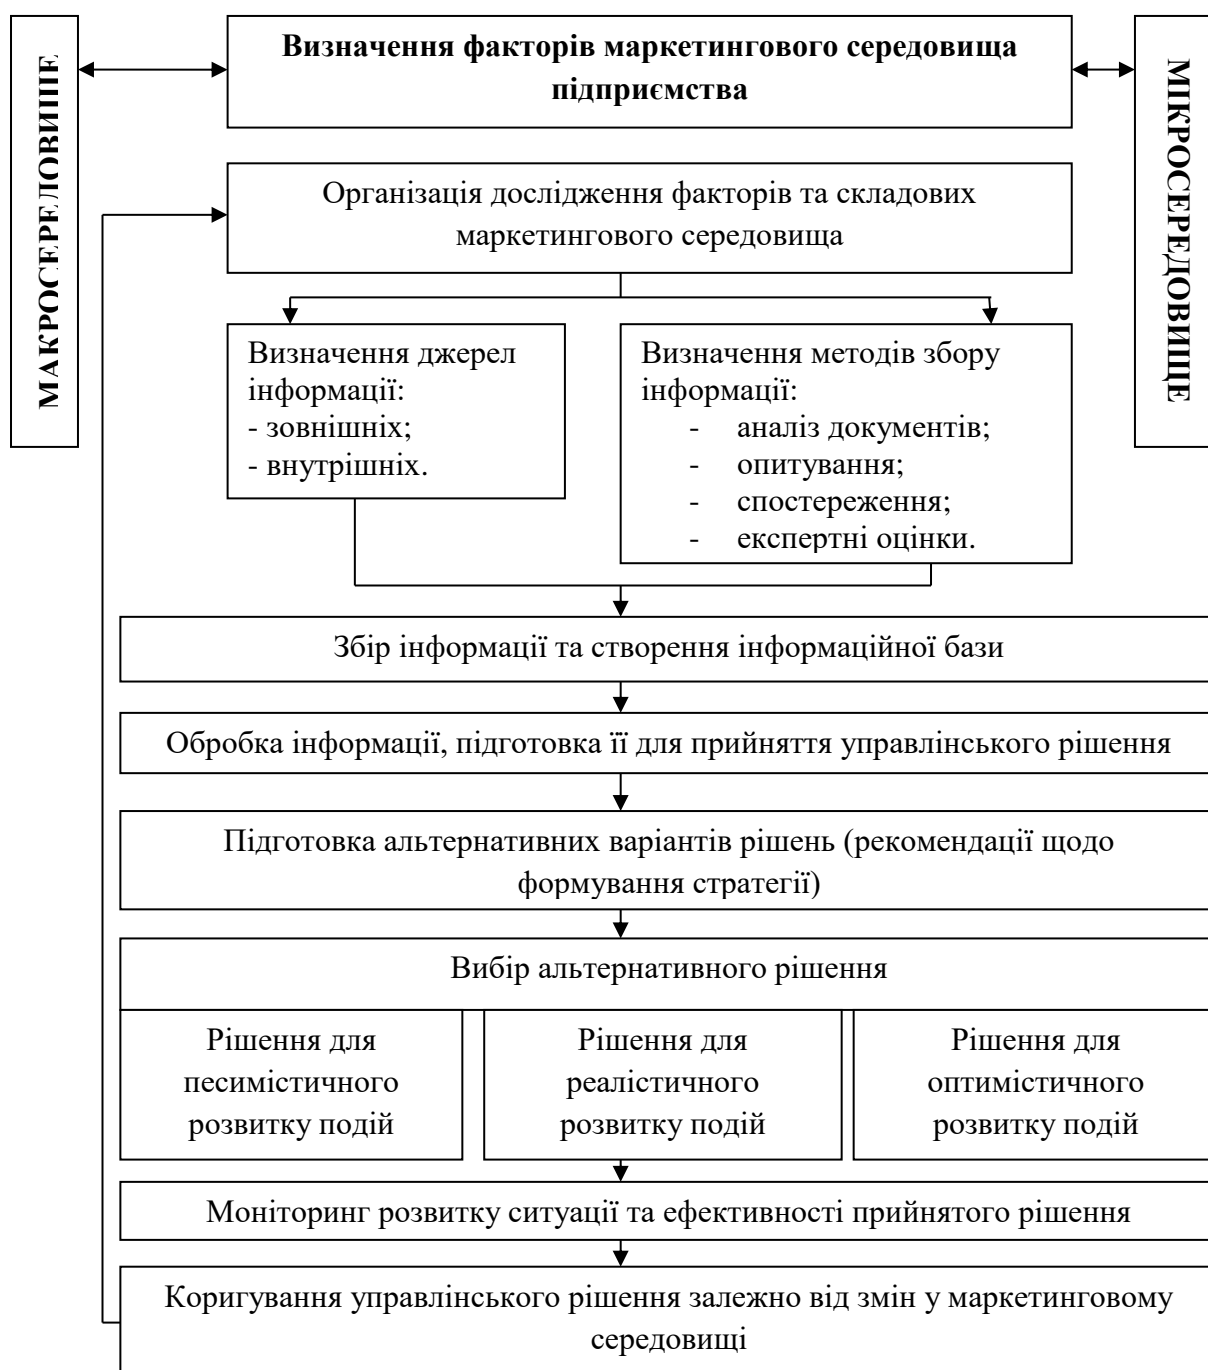 МАКРОСЕРЕДОВИЩЕ
Визначення факторів маркетингового середовища
підприємства
МІКРОСЕРЕДОВИЩЕ
Організація дослідження факторів та складових
маркетингового середовища
Визначення джерел
інформації:
- зовнішніх;
- внутрішніх.
Визначення методів збору
інформації:
- аналіз документів;
- опитування;
- спостереження;
- експертні оцінки.
Збір інформації та створення інформаційної бази
Обробка інформації, підготовка її для прийняття управлінського рішення
Підготовка альтернативних варіантів рішень (рекомендації щодо
формування стратегії)
Вибір альтернативного рішення
Рішення для
песимістичного
розвитку подій
Рішення для
реалістичного
розвитку подій
Рішення для
оптимістичного
розвитку подій
Моніторинг розвитку ситуації та ефективності прийнятого рішення
Коригування управлінського рішення залежно від змін у маркетинговому
середовищі